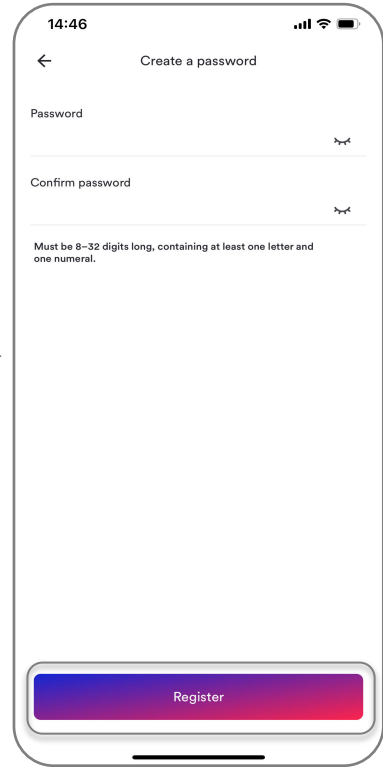 14:46
Create a password
Password
Confirm password
Must be 8–32 digits long, containing at least one letter and
one numeral.
Register